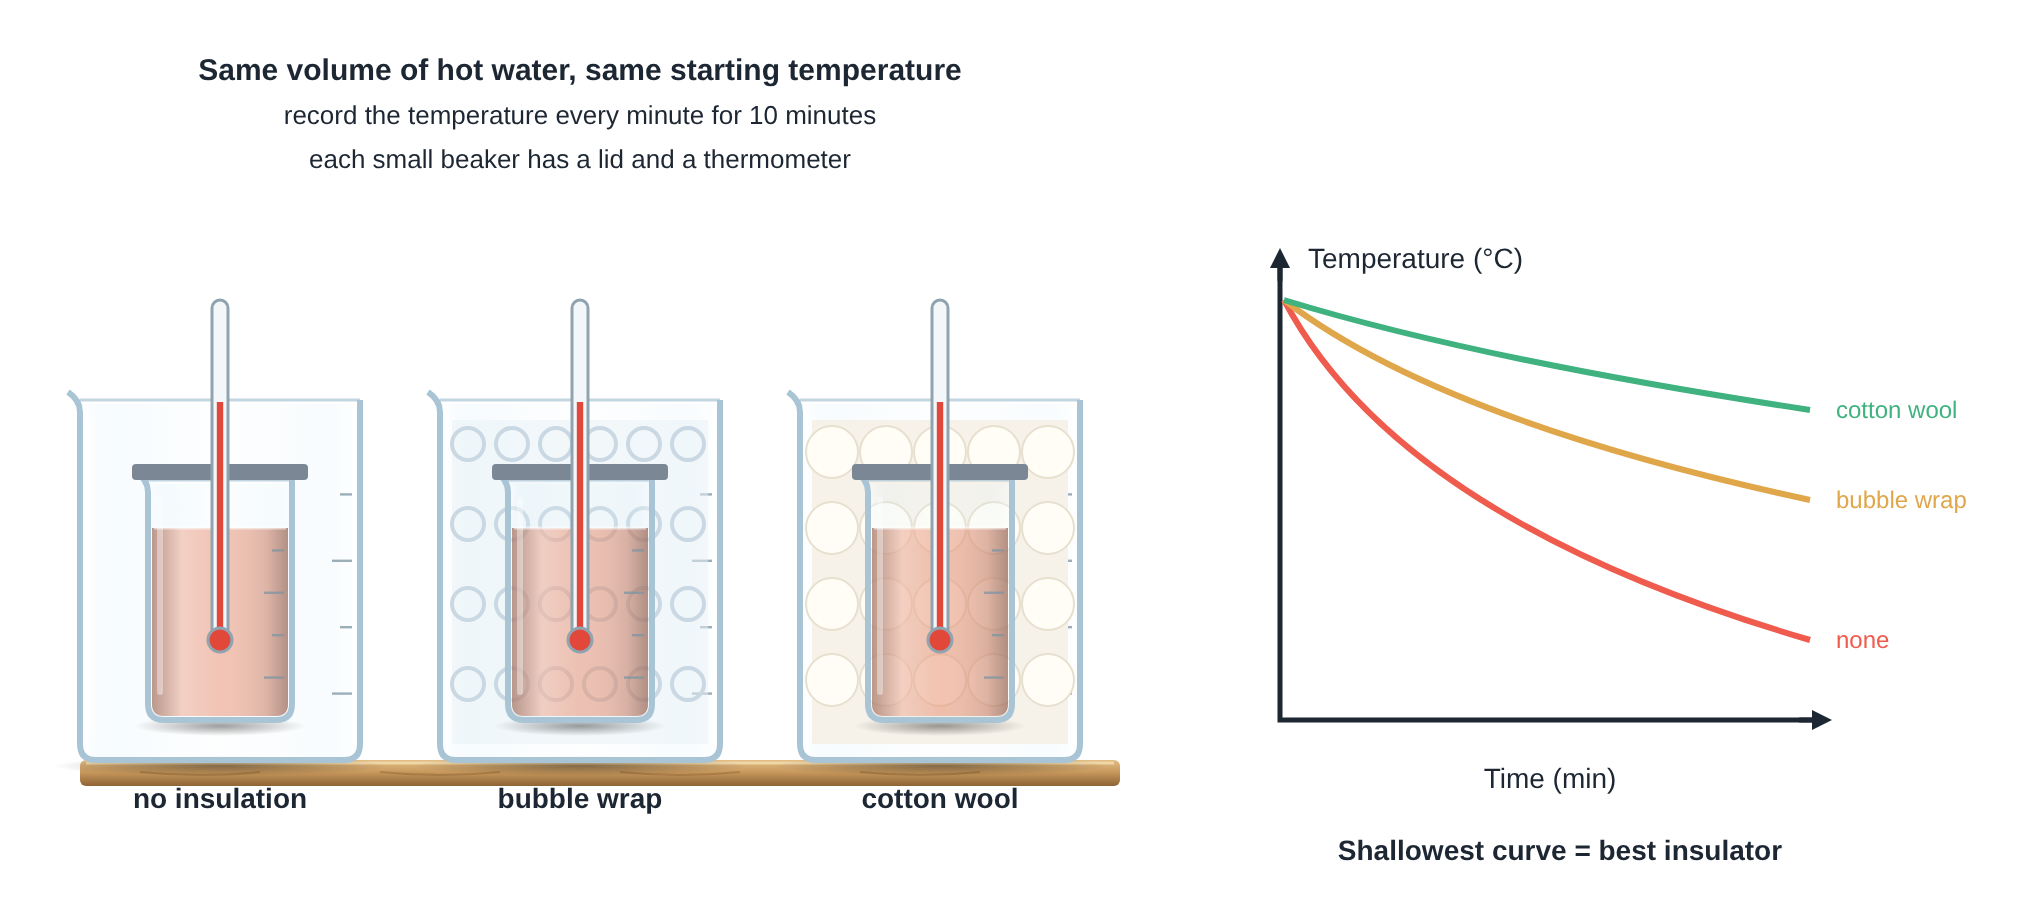 Same volume of hot water, same starting temperature
record the temperature every minute for 10 minutes
each small beaker has a lid and a thermometer
no insulation
bubble wrap
cotton wool
Temperature (°C)
cotton wool
bubble wrap
none
Time (min)
Shallowest curve = best insulator